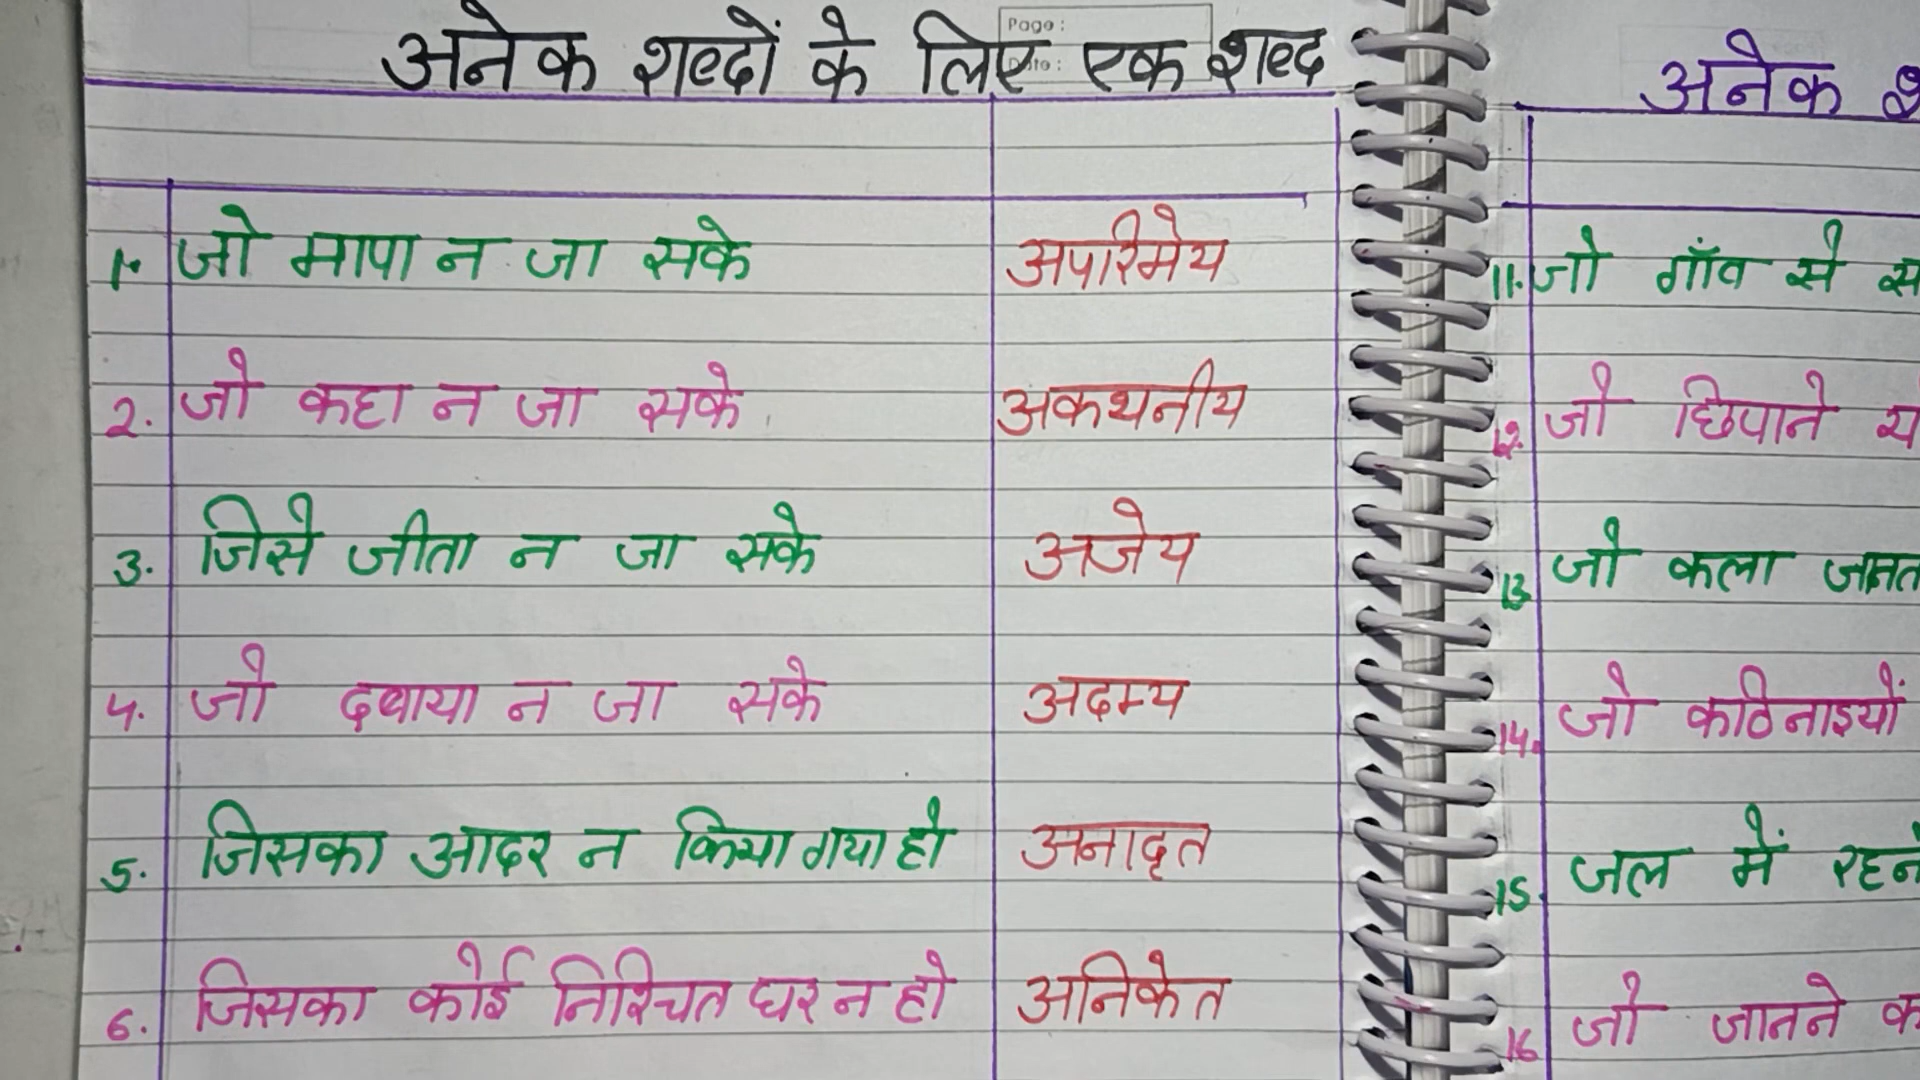 Page :
Date :
अनेक शब्दों के लिए एक शब्द
1. जो मापा न जा सके अपरिमेय
2. जो कहा न जा सके अकथनीय
3. जिसे जीता न जा सके अजेय
4. जो दबाया न जा सके अदम्य
5. जिसका आदर न किया गया हो अनादृत
6. जिसका कोई निश्चित घर न हो अनिकेत
अनेक
11. जो गाँव से
12. जो छिपाने
13. जो कला जानत
14. जो कठिनाइयों
15. जल में रहने
16 जो जानने